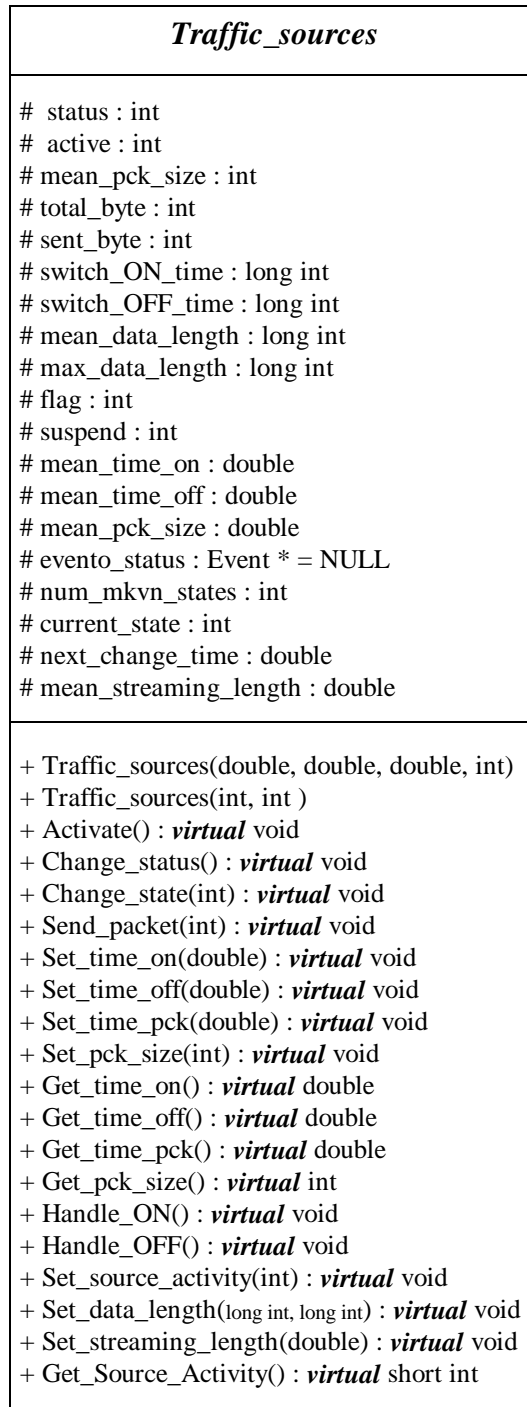 Traffic_sources
# status : int
# active : int
# mean_pck_size : int
# total_byte : int
# sent_byte : int
# switch_ON_time : long int
# switch_OFF_time : long int
# mean_data_length : long int
# max_data_length : long int
# flag : int
# suspend : int
# mean_time_on : double
# mean_time_off : double
# mean_pck_size : double
# evento_status : Event * = NULL
# num_mkvn_states : int
# current_state : int
# next_change_time : double
# mean_streaming_length : double
+ Traffic_sources(double, double, double, int)
+ Traffic_sources(int, int )
+ Activate() : virtual void
+ Change_status() : virtual void
+ Change_state(int) : virtual void
+ Send_packet(int) : virtual void
+ Set_time_on(double) : virtual void
+ Set_time_off(double) : virtual void
+ Set_time_pck(double) : virtual void
+ Set_pck_size(int) : virtual void
+ Get_time_on() : virtual double
+ Get_time_off() : virtual double
+ Get_time_pck() : virtual double
+ Get_pck_size() : virtual int
+ Handle_ON() : virtual void
+ Handle_OFF() : virtual void
+ Set_source_activity(int) : virtual void
+ Set_data_length(long int, long int) : virtual void
+ Set_streaming_length(double) : virtual void
+ Get_Source_Activity() : virtual short int